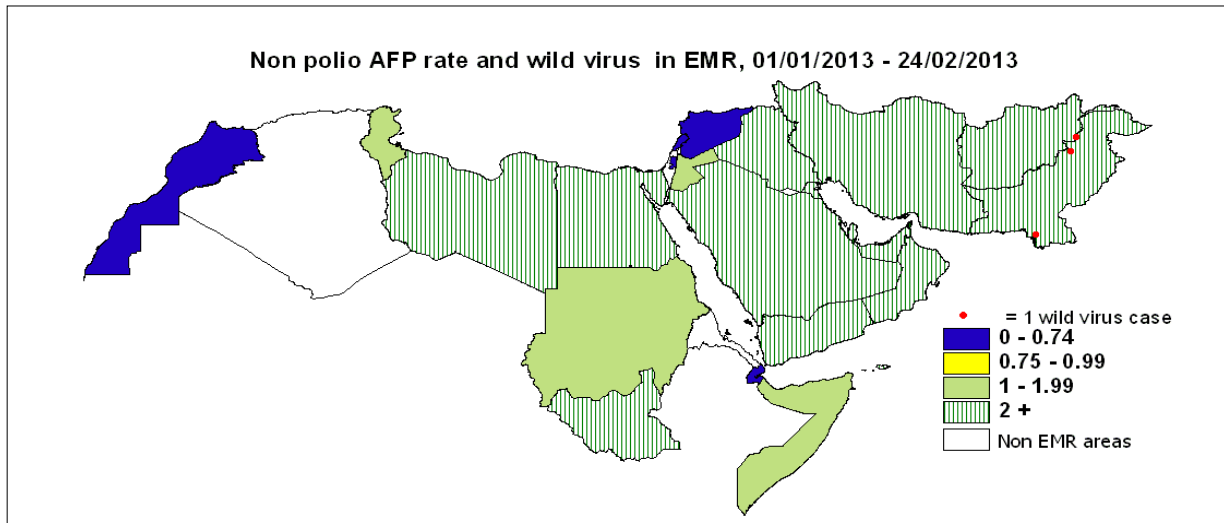 Non polio AFP rate and wild virus in EMR, 01/01/2013 - 24/02/2013
= 1 wild virus case
0 - 0.74
0.75 - 0.99
1 - 1.99
2 +
Non EMR areas